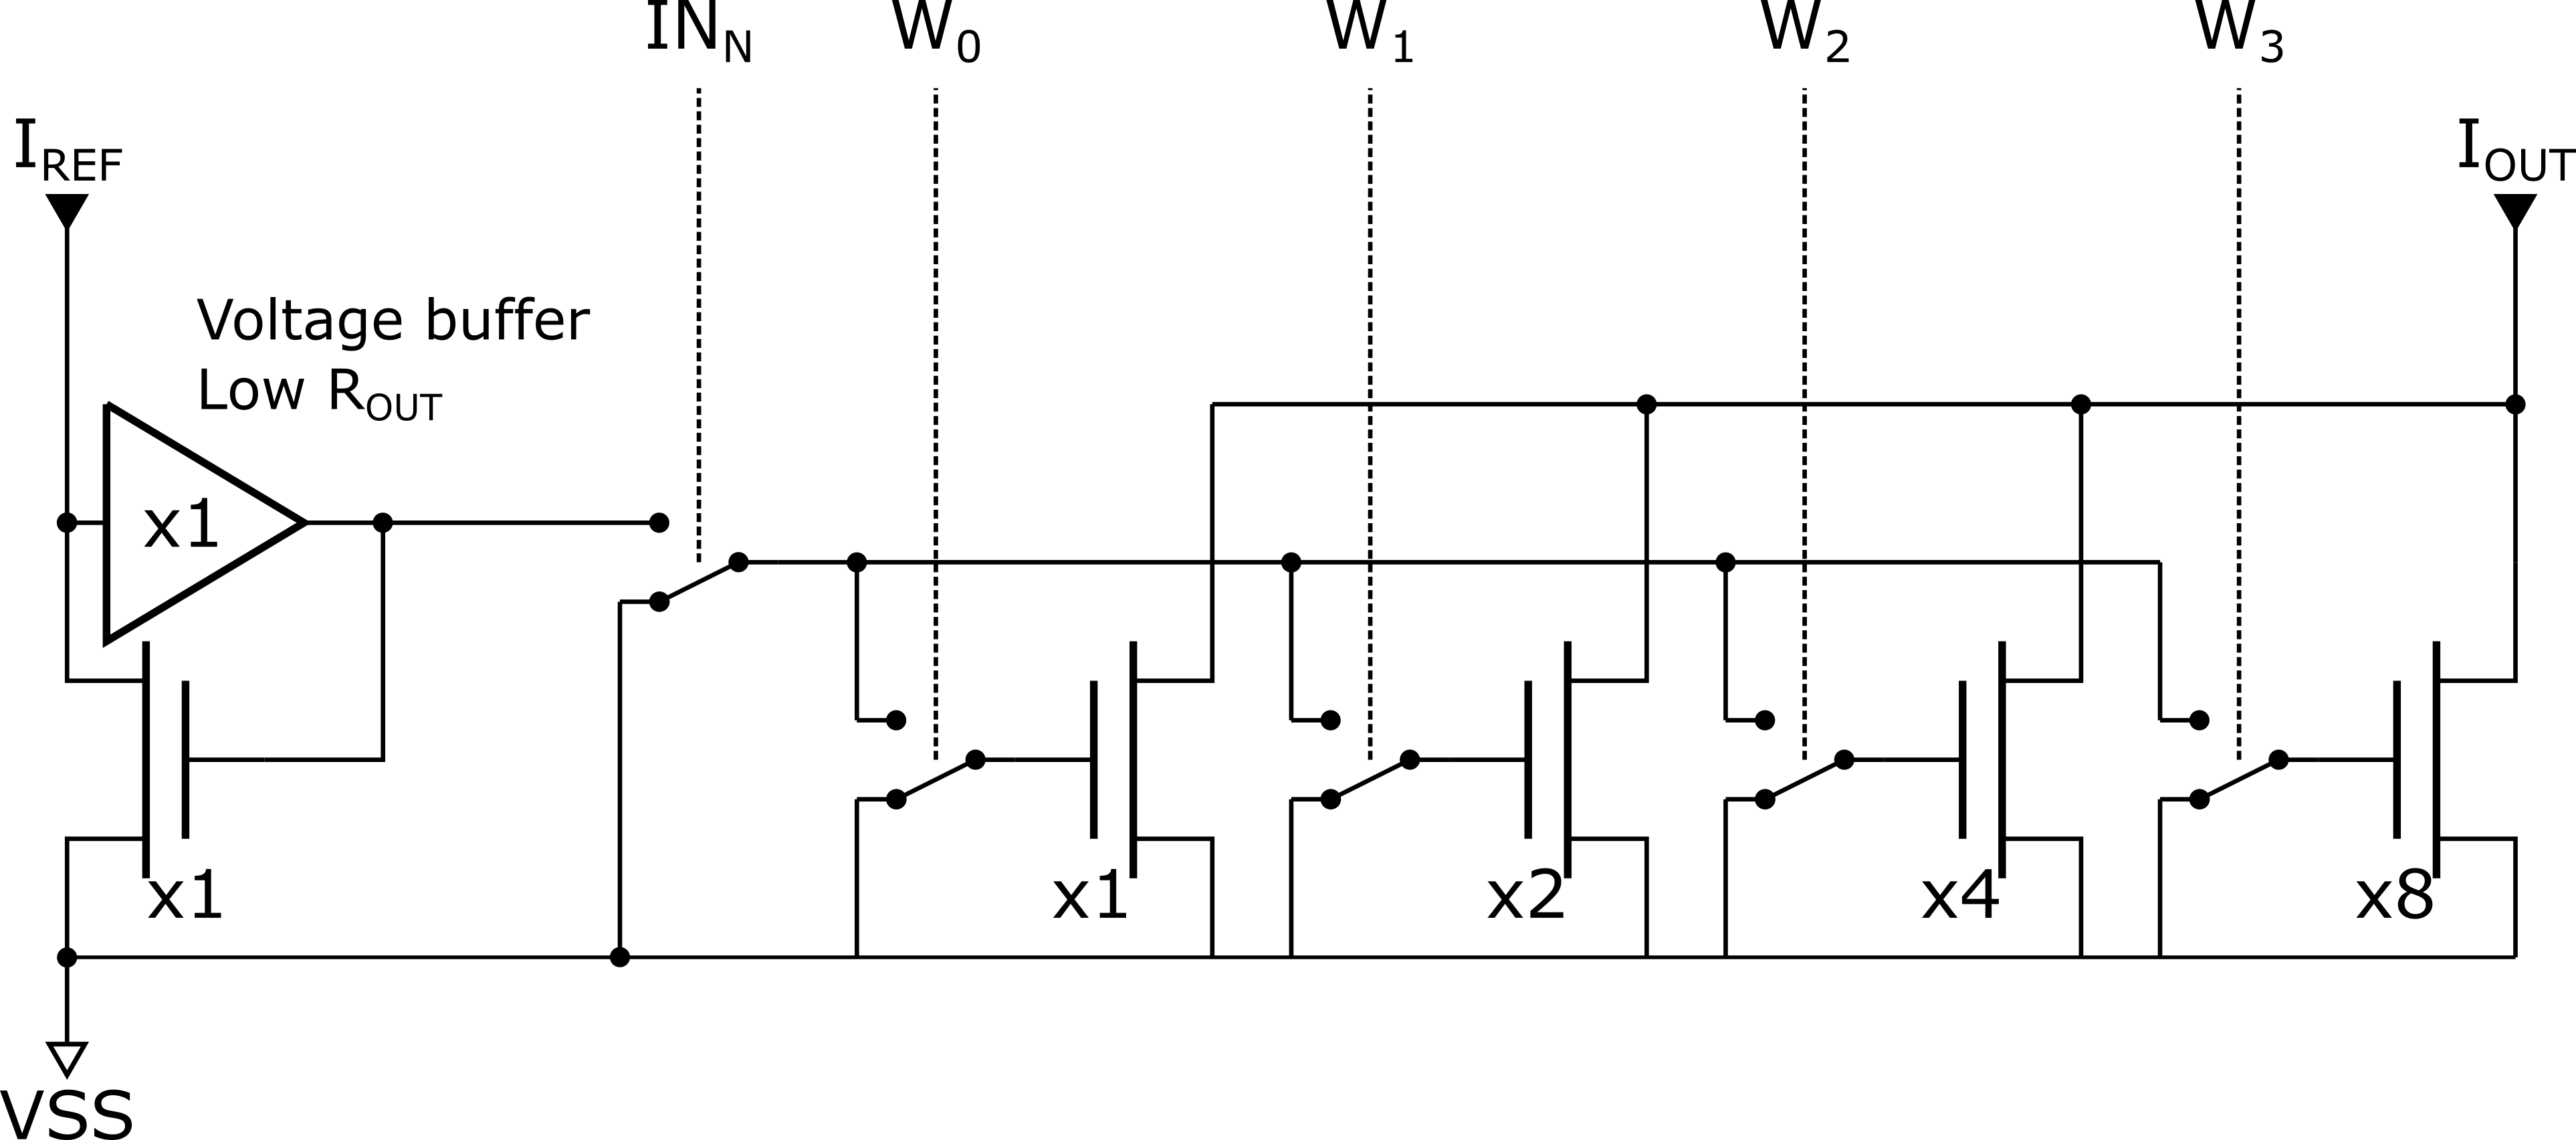 IN_N W_0 W_1 W_2 W_3
I_REF I_OUT
Voltage buffer
Low R_OUT
x1
x1 x1 x2 x4 x8
VSS